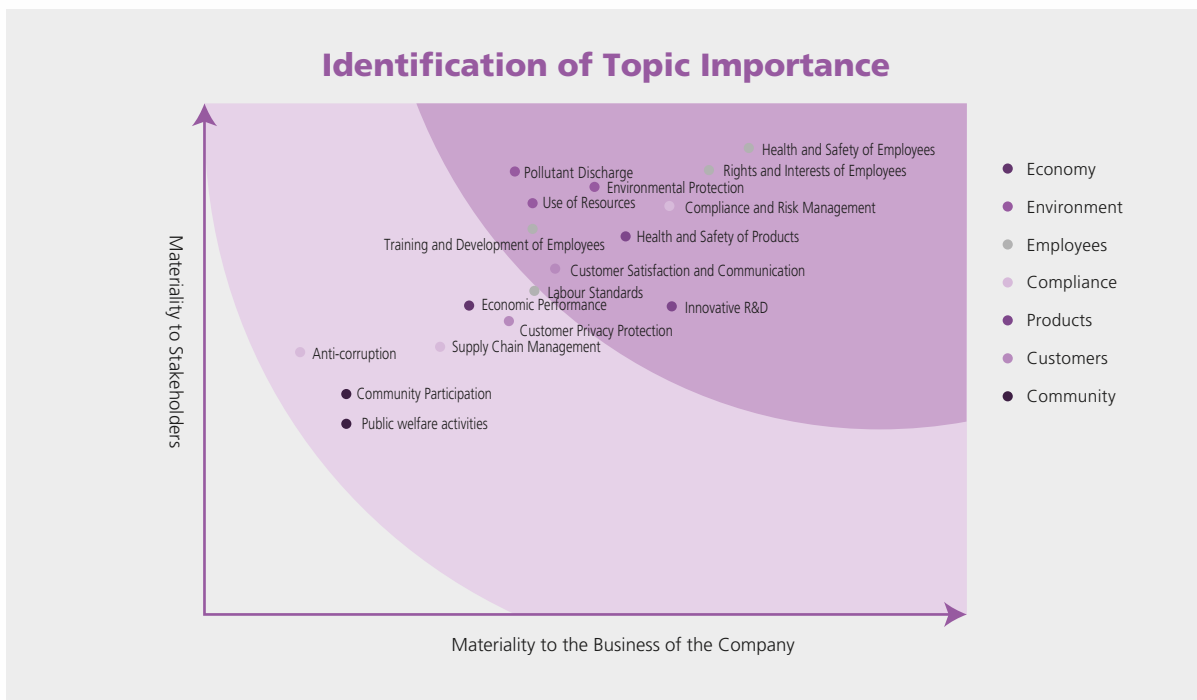 Identification of Topic Importance
Health and Safety of Employees
Pollutant Discharge
Rights and Interests of Employees
Environmental Protection
Use of Resources
Compliance and Risk Management
Training and Development of Employees
Health and Safety of Products
Customer Satisfaction and Communication
Labour Standards
Economic Performance
Innovative R&D
Customer Privacy Protection
Anti-corruption
Supply Chain Management
Community Participation
Public welfare activities
Materiality to Stakeholders
Materiality to the Business of the Company
Economy
Environment
Employees
Compliance
Products
Customers
Community